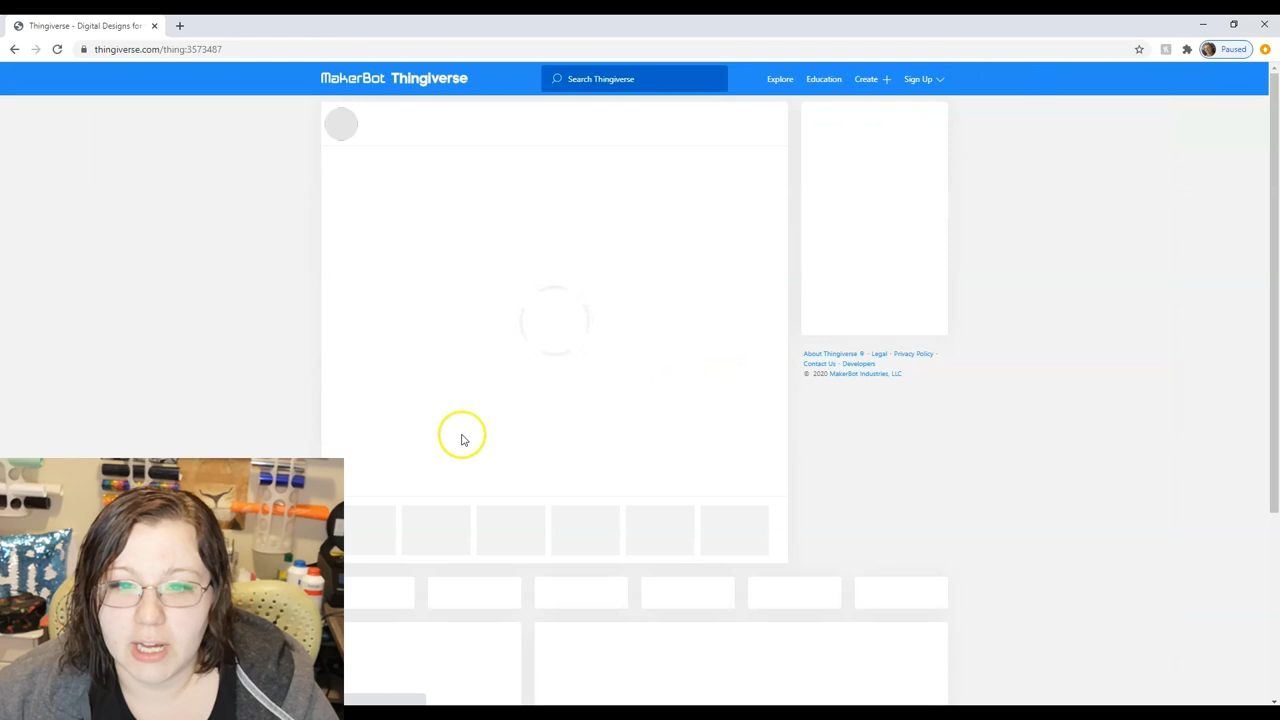 Thingiverse - Digital Designs for
thingiverse.com/thing:3573487
Paused
MakerBot Thingiverse
Search Thingiverse
Explore
Education
Create +
Sign Up
About Thingiverse ® · Legal · Privacy Policy ·
Contact Us · Developers
© 2020 MakerBot Industries, LLC